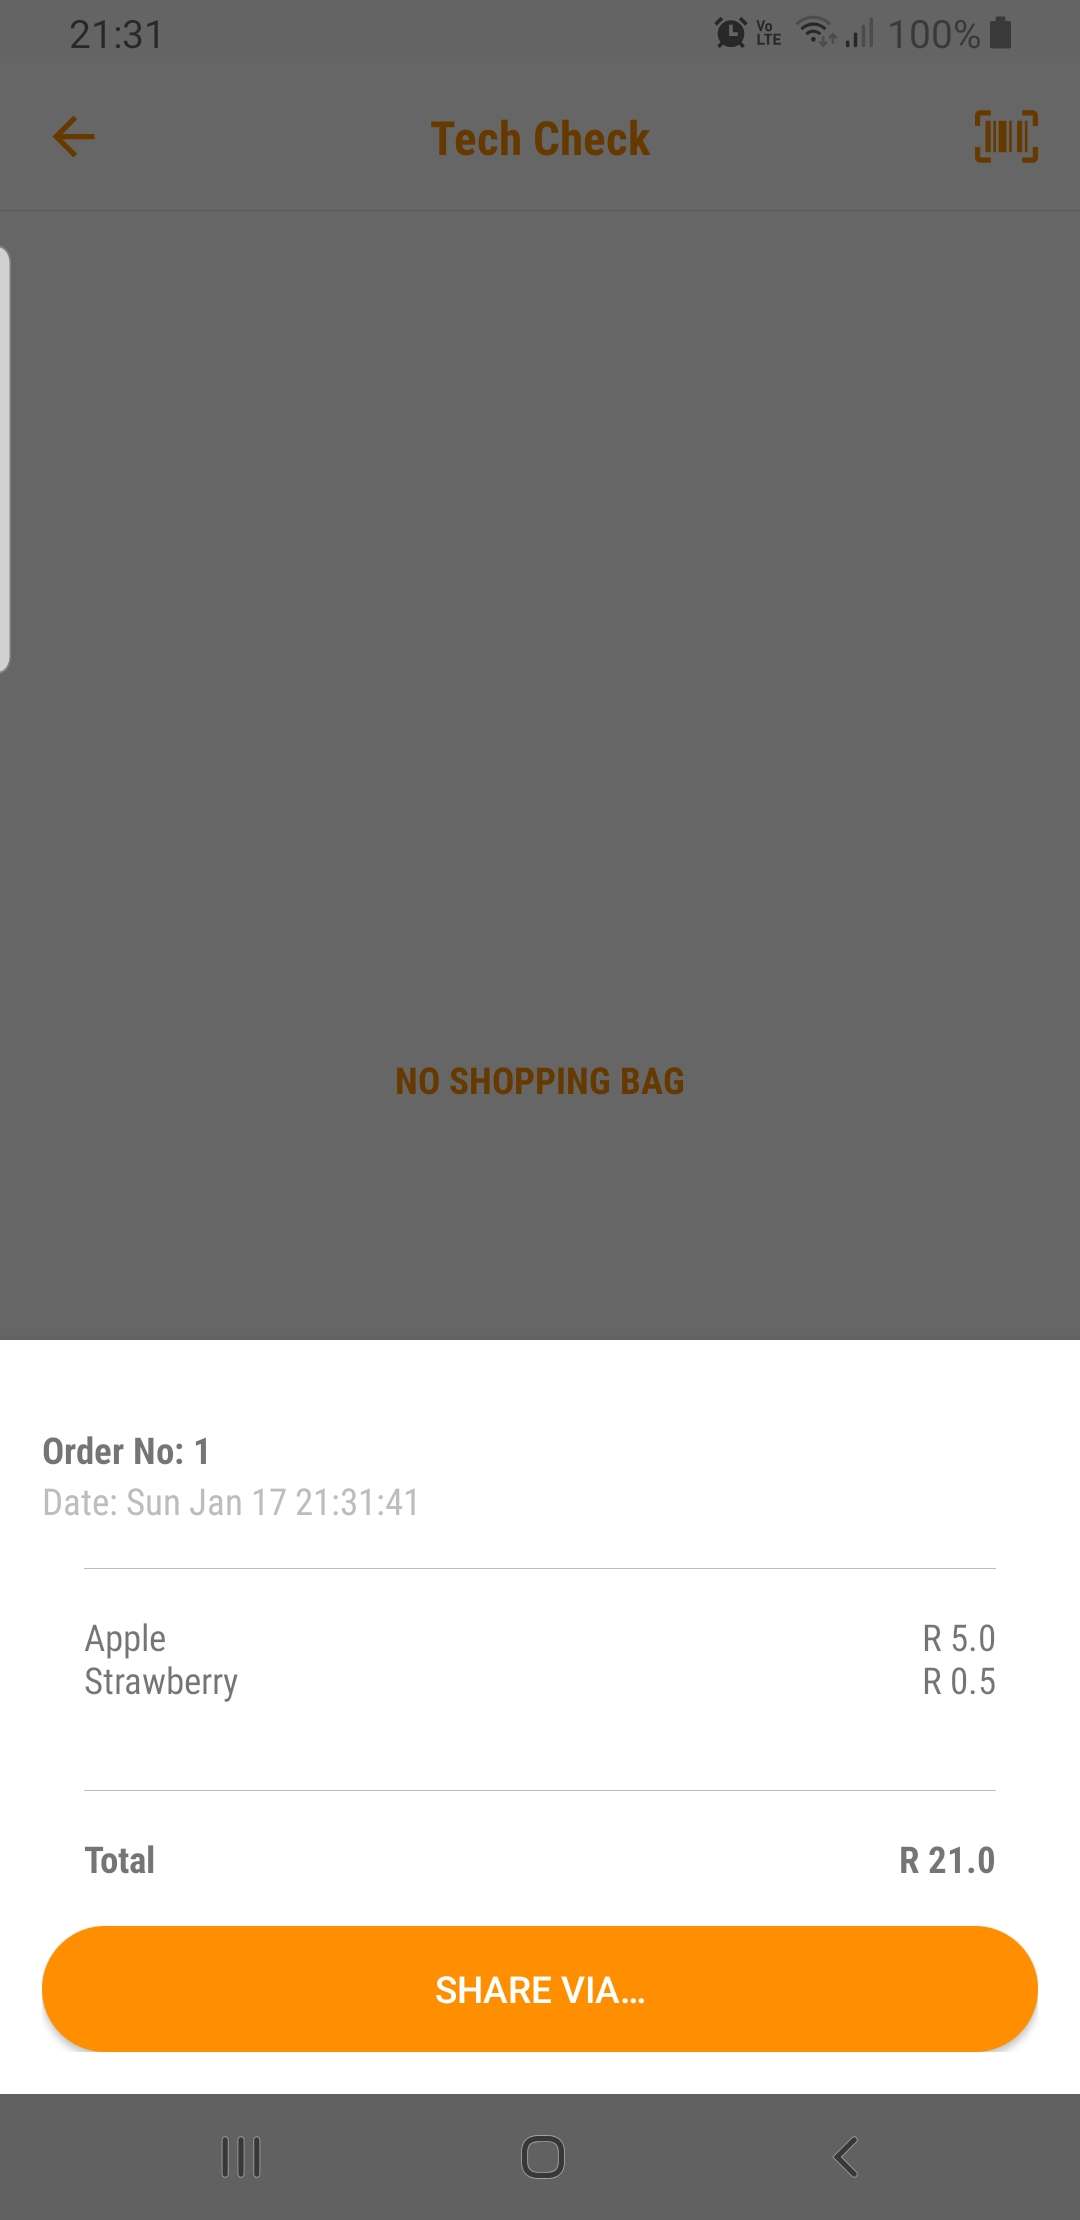 21:31
Vo LTE 100%
Tech Check
NO SHOPPING BAG
Order No: 1
Date: Sun Jan 17 21:31:41
Apple R 5.0
Strawberry R 0.5
Total R 21.0
SHARE VIA...